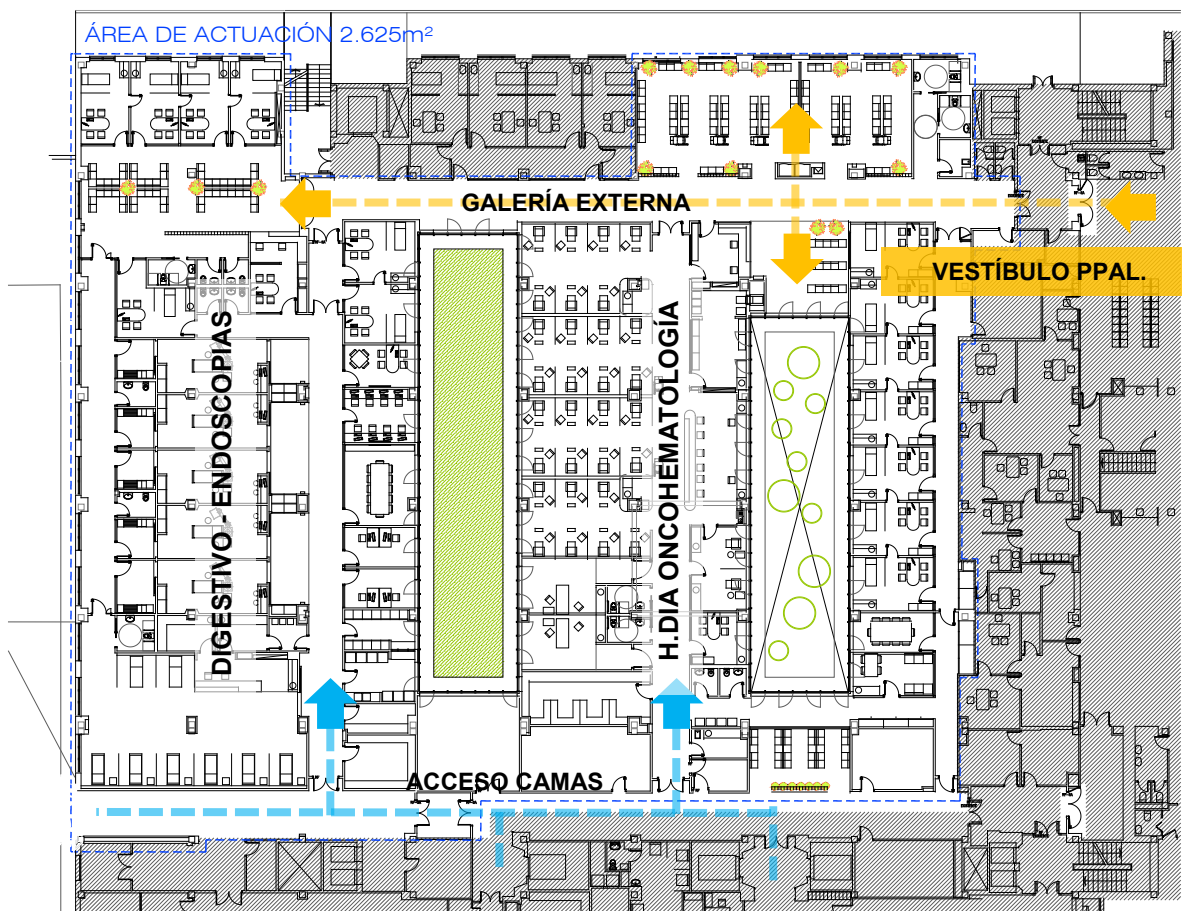 ÁREA DE ACTUACIÓN 2.625m²
GALERÍA EXTERNA
VESTÍBULO PPAL.
DIGESTIVO -ENDOSCOPIAS
H.DIA ONCOHEMATOLOGÍA
ACCESO CAMAS